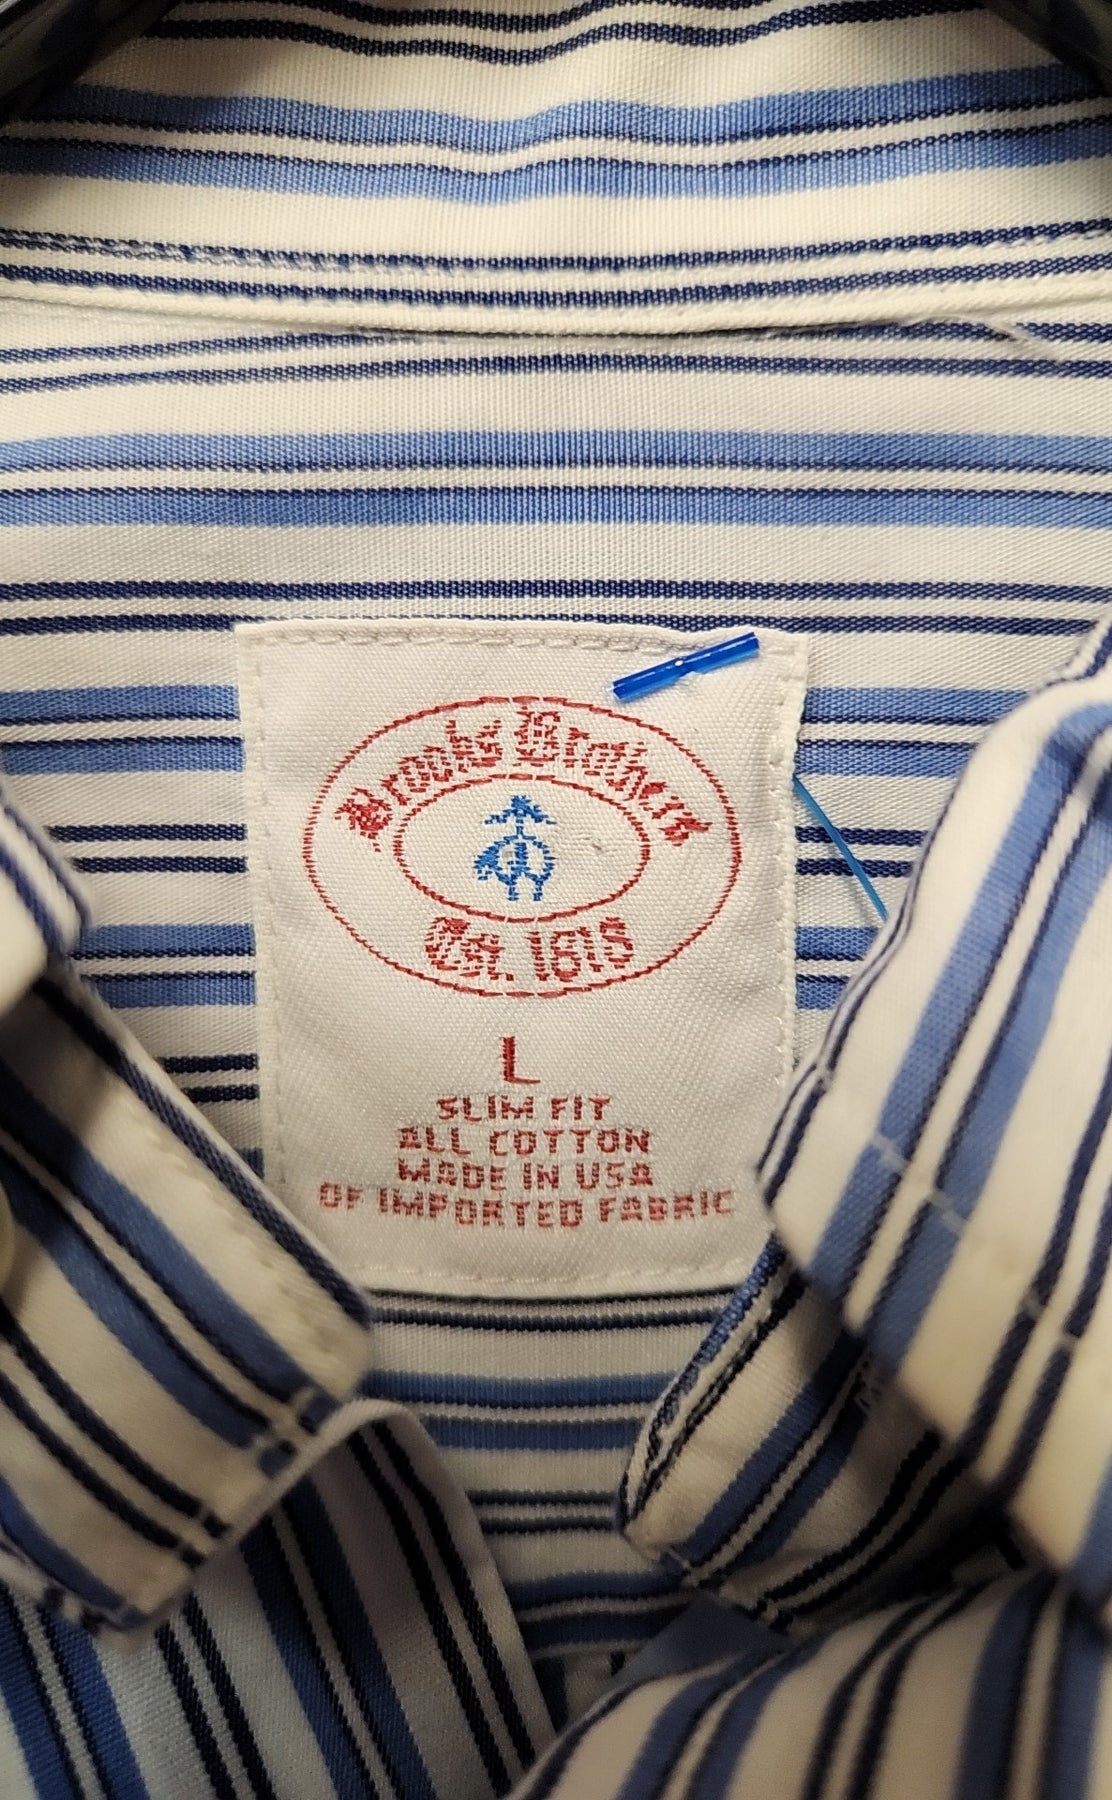 Brooks Brothers
Est. 1818
L
SLIM FIT
ALL COTTON
MADE IN USA
OF IMPORTED FABRIC